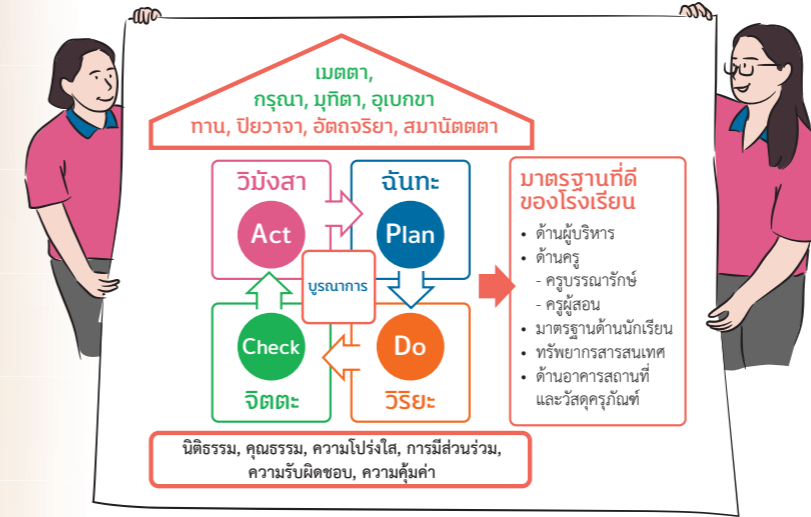 เมตตา,
กรุณา, มุทิตา, อุเบกขา
ทาน, ปิยวาจา, อัตถจริยา, สมานัตตตา
วิมังสา
Act
ฉันทะ
Plan
บูรณาการ
Check
จิตตะ
Do
วิริยะ
มาตรฐานที่ดี
ของโรงเรียน
• ด้านผู้บริหาร
• ด้านครู
- ครูบรรณารักษ์
- ครูผู้สอน
• มาตรฐานด้านนักเรียน
• ทรัพยากรสารสนเทศ
• ด้านอาคารสถานที่
และวัสดุครุภัณฑ์
นิติธรรม, คุณธรรม, ความโปร่งใส, การมีส่วนร่วม,
ความรับผิดชอบ, ความคุ้มค่า